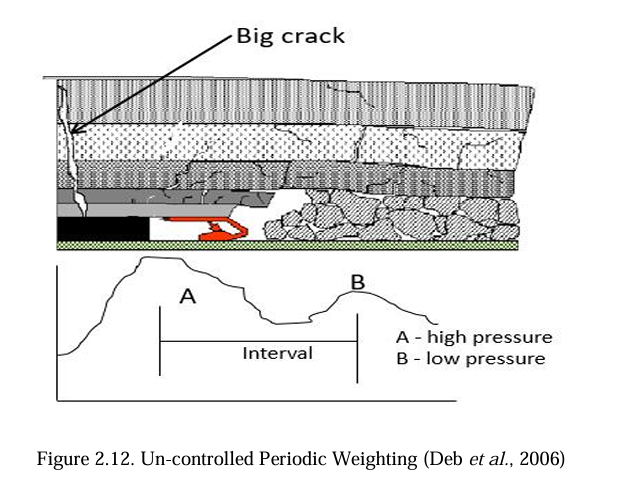 Big crack
A
B
Interval
A - high pressure
B - low pressure
Figure 2.12. Un-controlled Periodic Weighting (Deb et al., 2006)